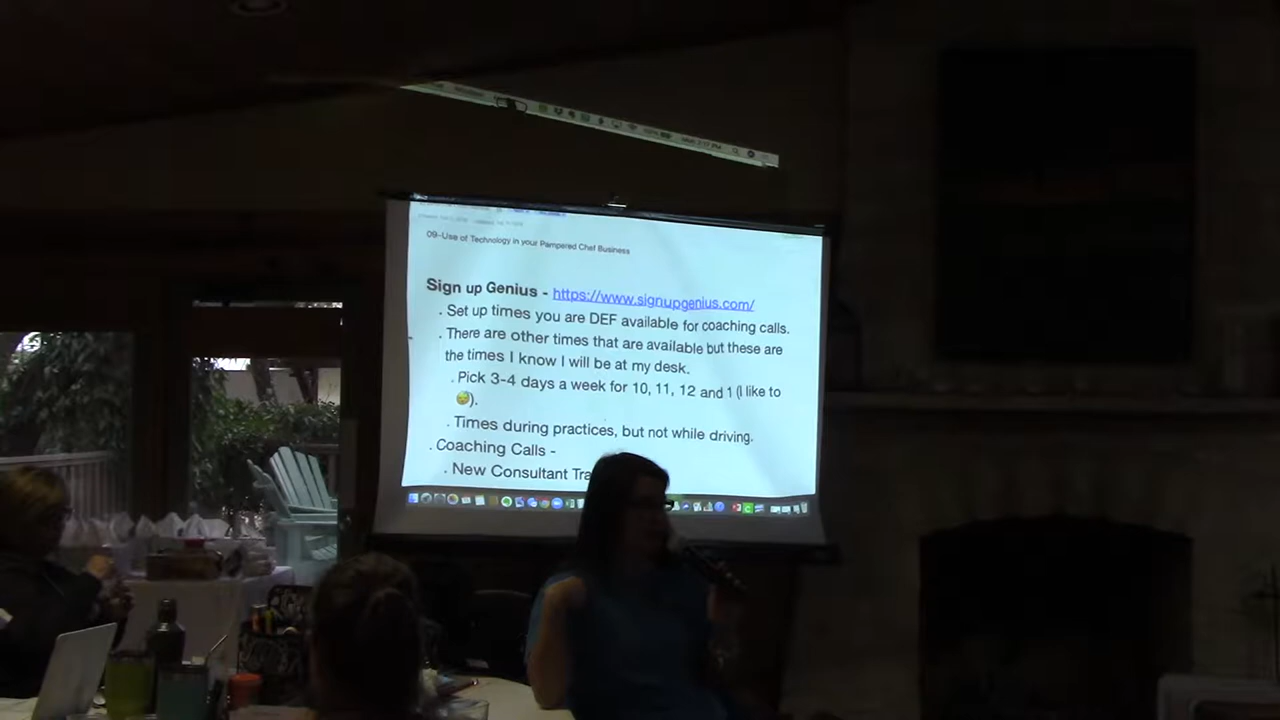 09--Use of Technology in your Pampered Chef Business
Sign up Genius - https://www.signupgenius.com/
. Set up times you are DEF available for coaching calls.
. There are other times that are available but these are
the times I know I will be at my desk.
. Pick 3-4 days a week for 10, 11, 12 and 1 (I like to
😴).
. Times during practices, but not while driving.
. Coaching Calls -
. New Consultant Tra